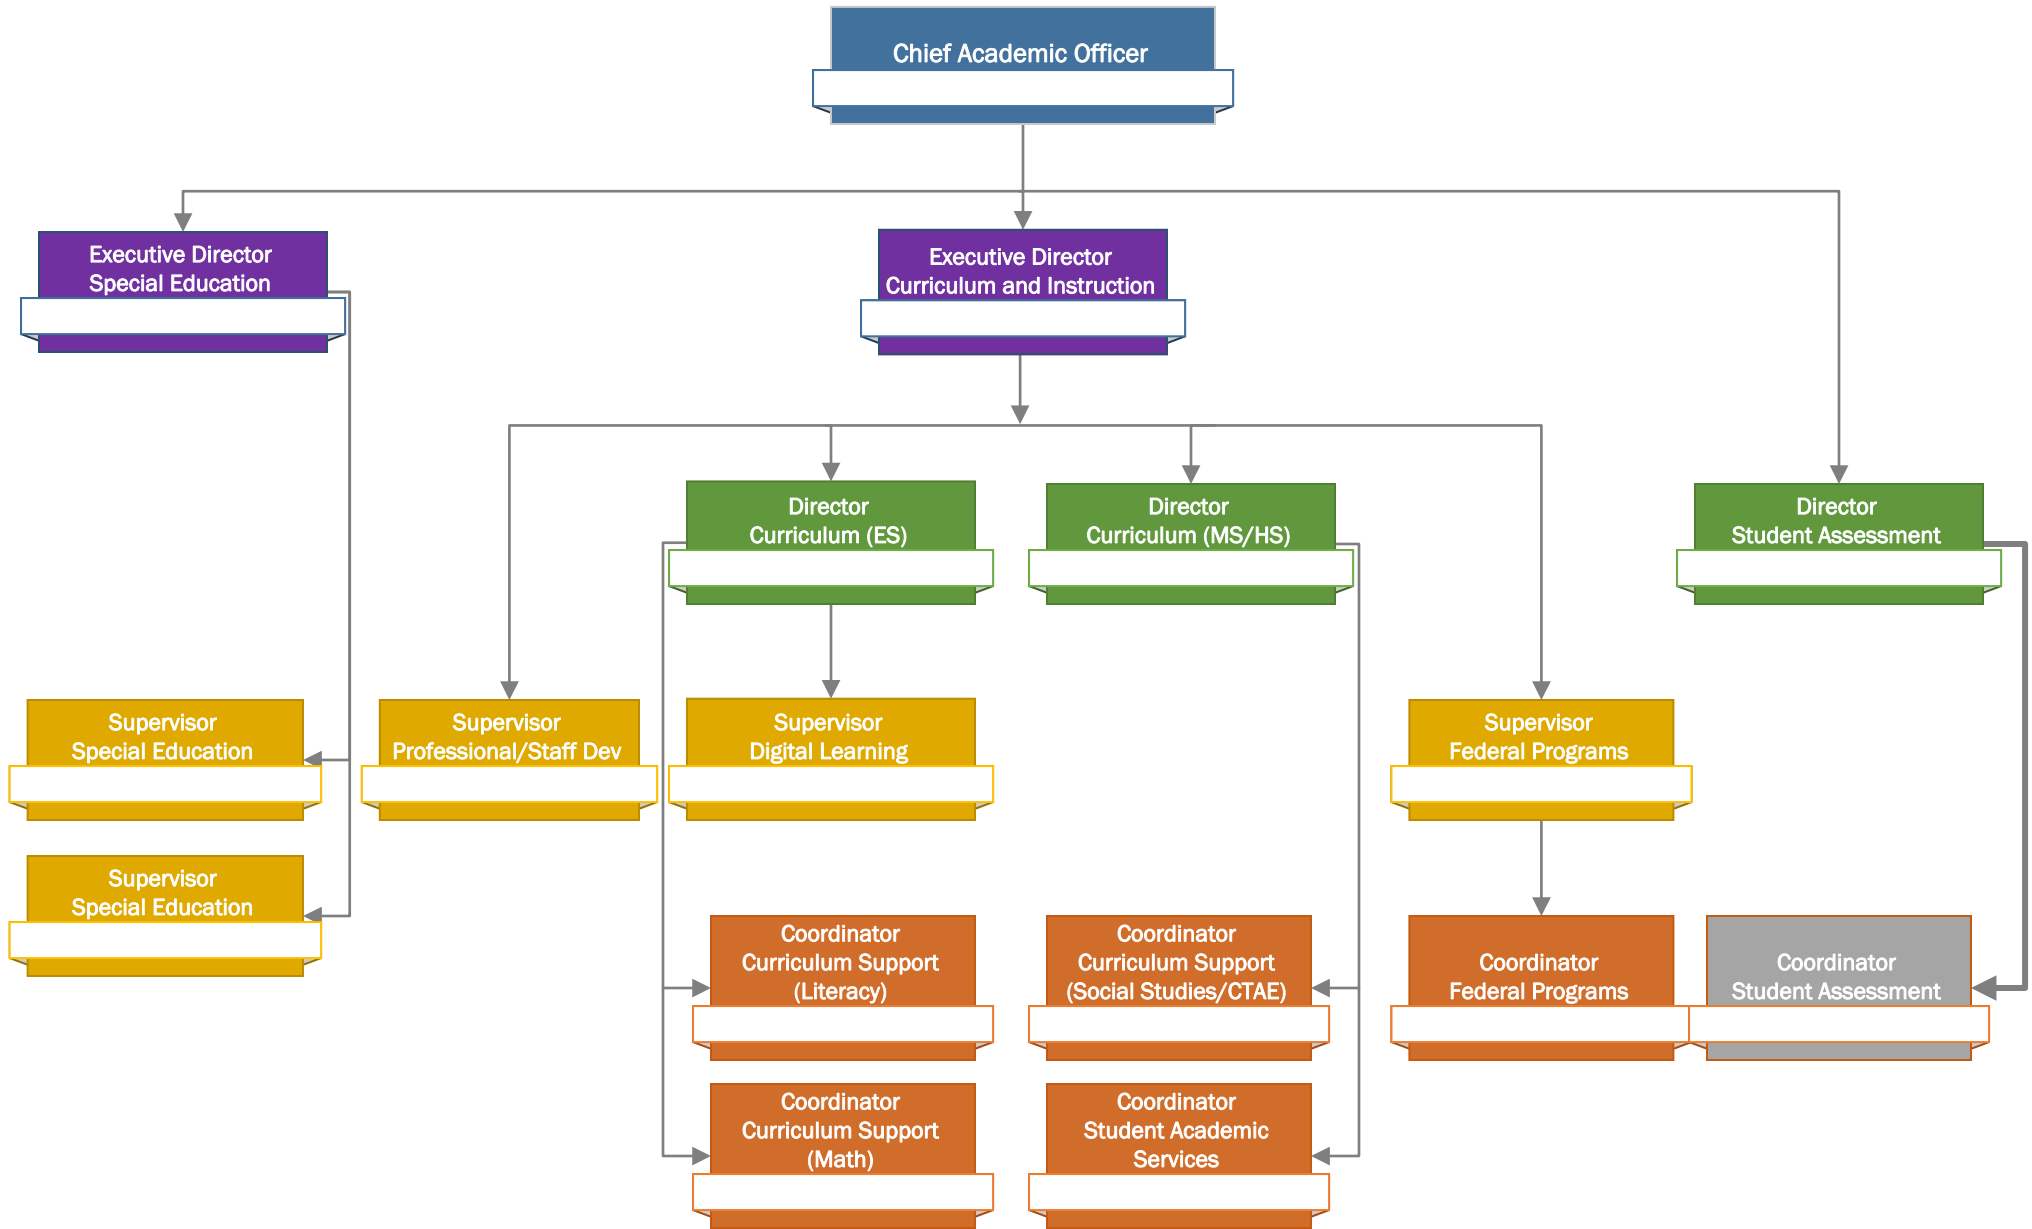 Chief Academic Officer
Executive Director
Special Education
Executive Director
Curriculum and Instruction
Director
Curriculum (ES)
Director
Curriculum (MS/HS)
Director
Student Assessment
Supervisor
Special Education
Supervisor
Professional/Staff Dev
Supervisor
Digital Learning
Supervisor
Federal Programs
Supervisor
Special Education
Coordinator
Curriculum Support
(Literacy)
Coordinator
Curriculum Support
(Social Studies/CTAE)
Coordinator
Federal Programs
Coordinator
Student Assessment
Coordinator
Curriculum Support
(Math)
Coordinator
Student Academic
Services